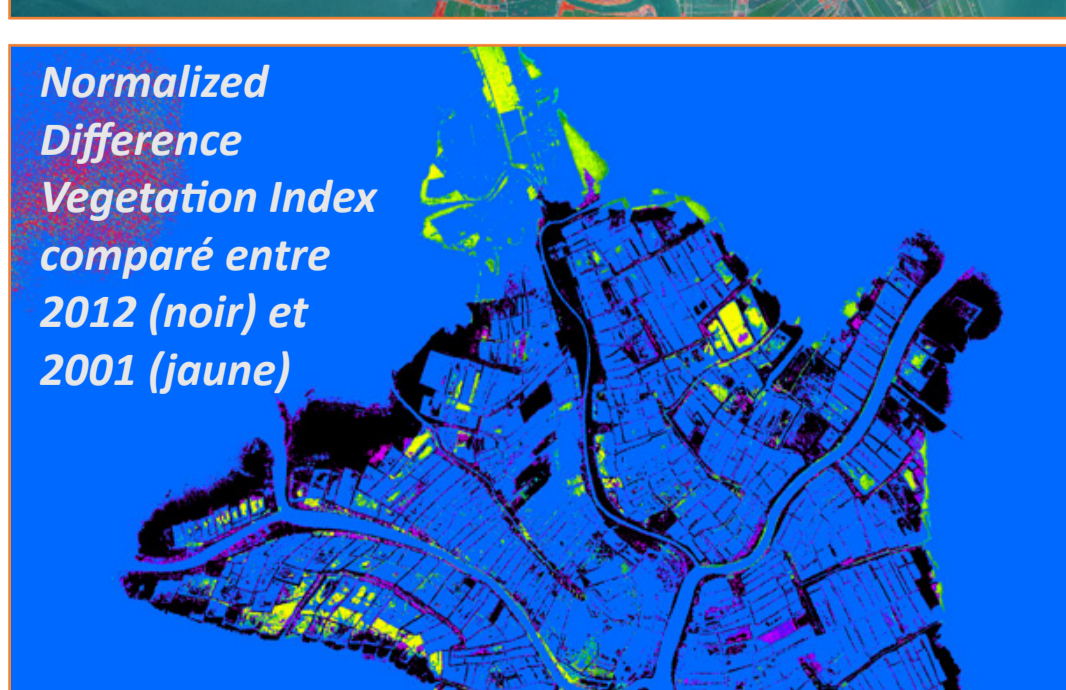 Normalized
Difference
Vegetation Index
comparé entre
2012 (noir) et
2001 (jaune)